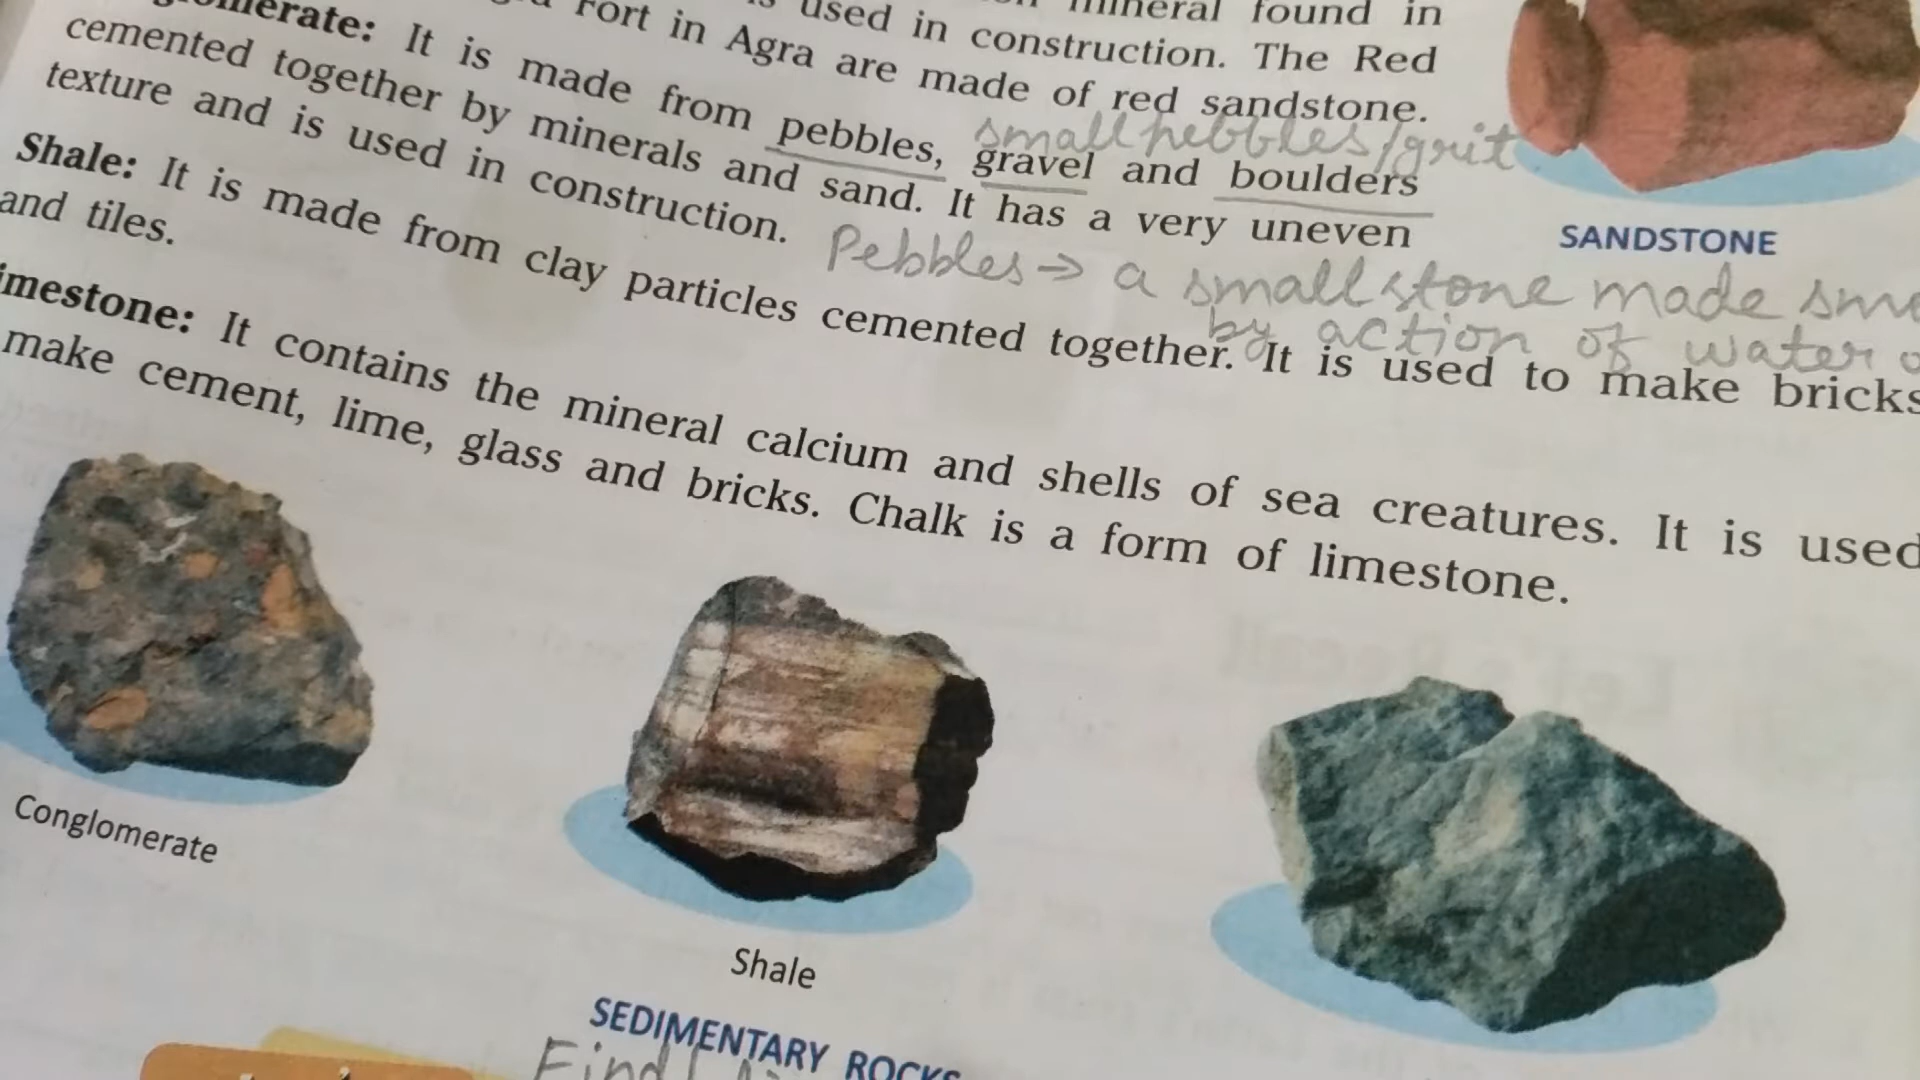 mineral found in
used in construction. The Red
Fort in Agra are made of red sandstone.
It is made from pebbles, gravel and boulders
small pebbles/grit
cemented together by minerals and sand. It has a very uneven
texture and is used in construction.
Pebbles → a small stone made
by action of water
Shale: It is made from clay particles cemented together. It is used to make bricks
and tiles.
It contains the mineral calcium and shells of sea creatures. It is used
make cement, lime, glass and bricks. Chalk is a form of limestone.
SANDSTONE
Conglomerate
Shale
SEDIMENTARY ROCKS
Find